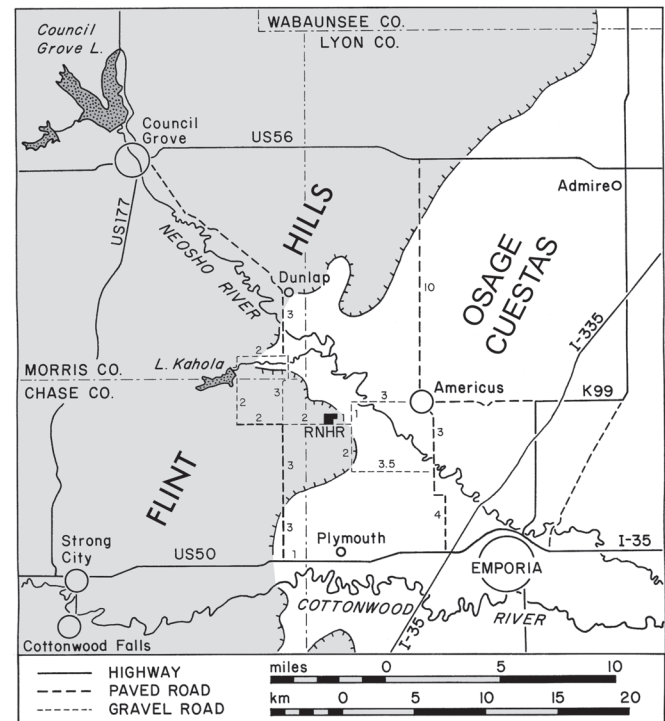 WABAUNSEE CO.
LYON CO.
Council
Grove L.
Council
Grove
US56
Admire
US177
NEOSHO RIVER
HILLS
Dunlap
OSAGE
CUESTAS
10
3
I-335
2
L. Kahola
MORRIS CO.
CHASE CO.
3
2
2
2
RNHR
1
1
1
2
3
Americus
K99
3
3.5
3
FLINT
3
4
Plymouth
Strong
City
US50
I-35
EMPORIA
COTTONWOOD
RIVER
I-35
Cottonwood Falls
HIGHWAY
PAVED ROAD
GRAVEL ROAD
miles 0 5 10
km 0 5 10 15 20